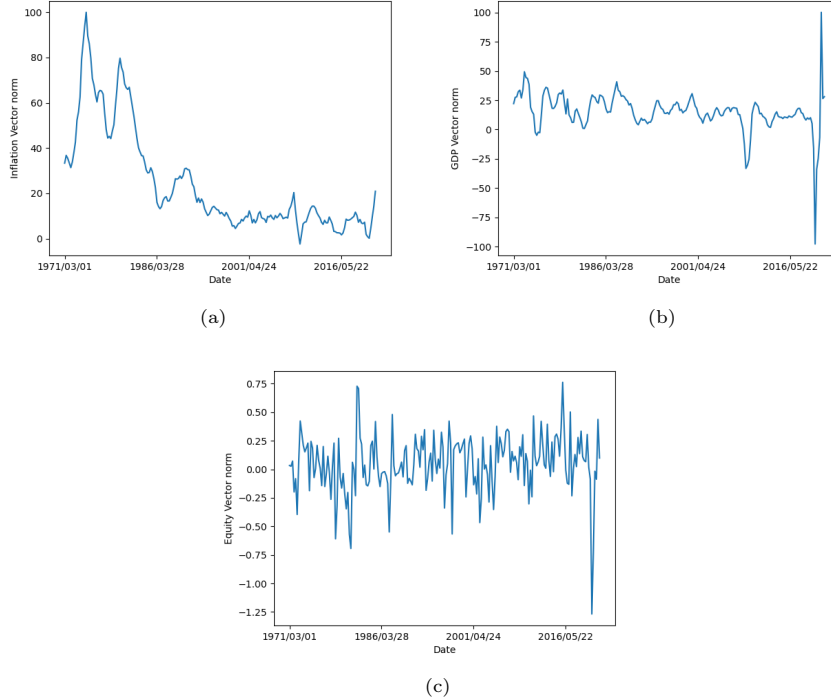 100
80
60
40
20
0
Inflation Vector norm
1971/03/01 1986/03/28 2001/04/24 2016/05/22
Date
(a)
100
75
50
25
0
−25
−50
−75
−100
GDP Vector norm
1971/03/01 1986/03/28 2001/04/24 2016/05/22
Date
(b)
0.75
0.50
0.25
0.00
−0.25
−0.50
−0.75
−1.00
−1.25
Equity Vector norm
1971/03/01 1986/03/28 2001/04/24 2016/05/22
Date
(c)